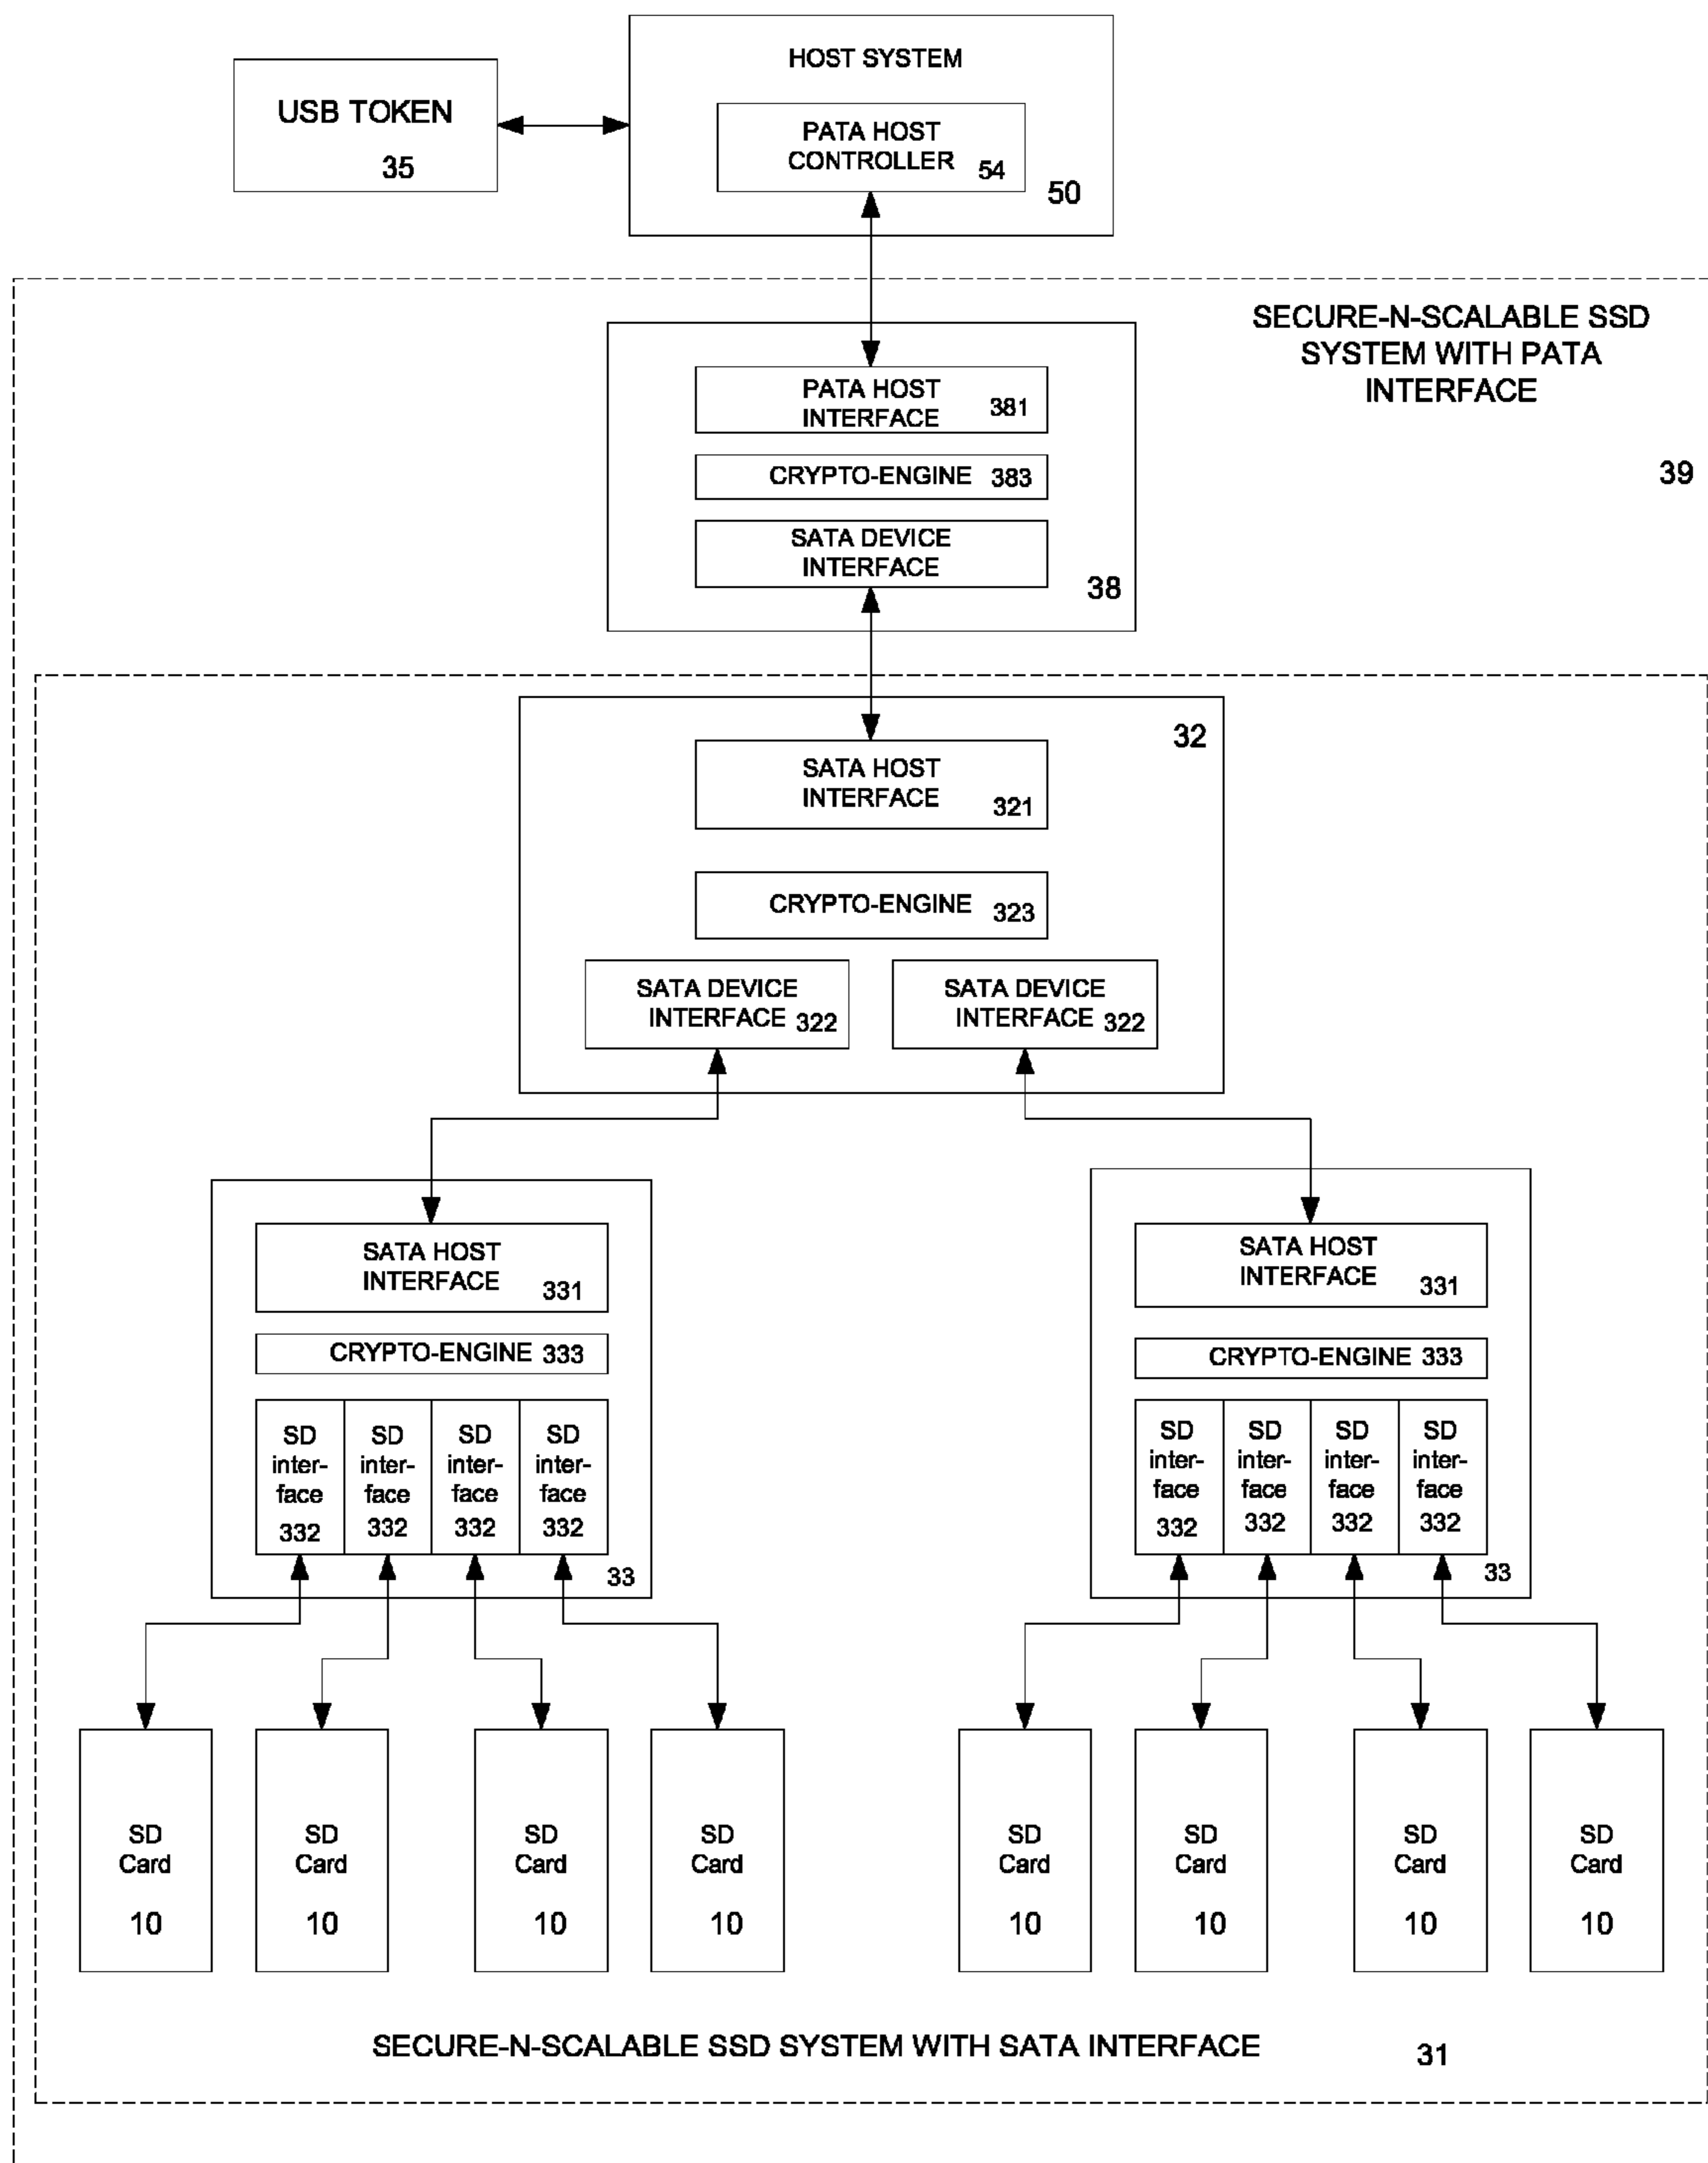 HOST SYSTEM
USB TOKEN
35
PATA HOST
CONTROLLER 54
50
SECURE-N-SCALABLE SSD
SYSTEM WITH PATA
INTERFACE
39
PATA HOST
INTERFACE 381
CRYPTO-ENGINE 383
SATA DEVICE
INTERFACE
38
32
SATA HOST
INTERFACE
321
CRYPTO-ENGINE 323
SATA DEVICE
INTERFACE 322
SATA DEVICE
INTERFACE 322
SATA HOST
INTERFACE
331
CRYPTO-ENGINE 333
SD
inter-
face
332
SD
inter-
face
332
SD
inter-
face
332
SD
inter-
face
332
33
SATA HOST
INTERFACE
331
CRYPTO-ENGINE 333
SD
inter-
face
332
SD
inter-
face
332
SD
inter-
face
332
SD
inter-
face
332
33
SD
Card
10
SD
Card
10
SD
Card
10
SD
Card
10
SD
Card
10
SD
Card
10
SD
Card
10
SD
Card
10
SECURE-N-SCALABLE SSD SYSTEM WITH SATA INTERFACE 31